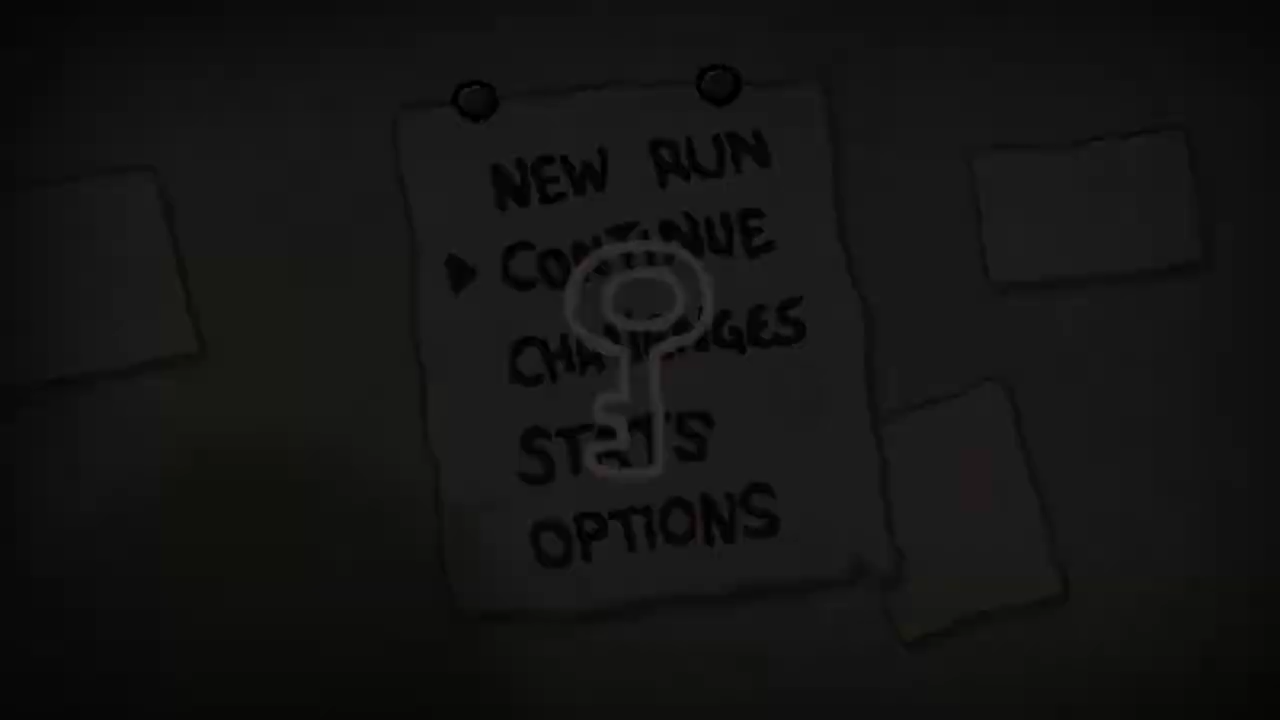 NEW RUN
CONTINUE
CHALLENGES
STATS
OPTIONS